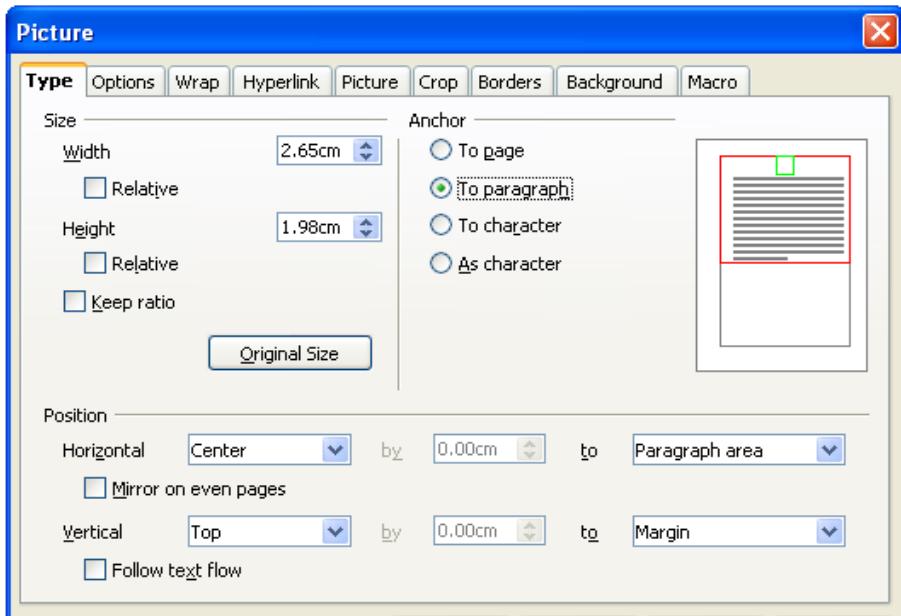 Picture
Type Options Wrap Hyperlink Picture Crop Borders Background Macro
Size
Width 2.65cm
Relative
Height 1.98cm
Relative
Keep ratio
Original Size
Anchor
To page
To paragraph
To character
As character
Position
Horizontal Center by 0.00cm to Paragraph area
Mirror on even pages
Vertical Top by 0.00cm to Margin
Follow text flow